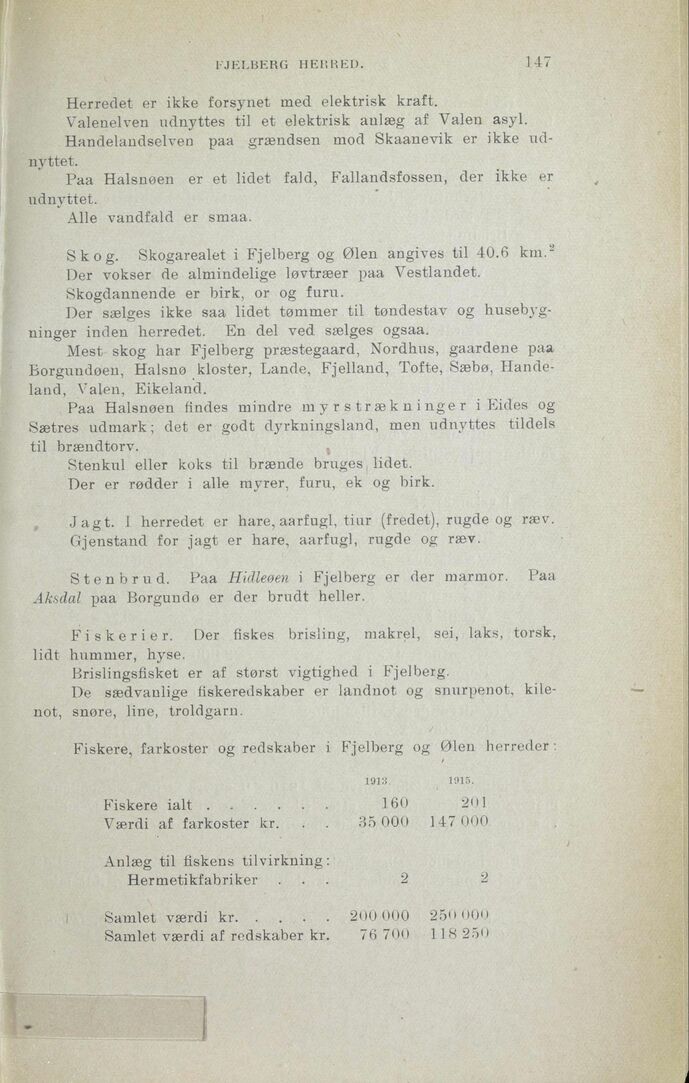 FJELBERG HERRED. 147
Herredet er ikke forsynet med elektrisk kraft.
Valenelven udnyttes til et elektrisk anlæg af Valen asyl.
Handelandselven paa grændsen mod Skaanevik er ikke ud-
nyttet.
Paa Halsnøen er et lidet fald, Fallandsfossen, der ikke er
udnyttet.
Alle vandfald er smaa.
Skog. Skogarealet i Fjelberg og Ølen angives til 40.6 km.²
Der vokser de almindelige løvtræer paa Vestlandet.
Skogdannende er birk, or og furu.
Der sælges ikke saa lidet tømmer til tøndestav og husebyg-
ninger inden herredet. En del ved sælges ogsaa.
Mest skog har Fjelberg præstegaard, Nordhus, gaardene paa
Borgundøen, Halsnø kloster, Lande, Fjelland, Tofte, Sæbø, Hande-
land, Valen, Eikeland.
Paa Halsnøen findes mindre myrstrækninger i Eides og
Sætres udmark; det er godt dyrkningsland, men udnyttes tildels
til brændtorv.
Stenkul eller koks til brænde bruges lidet.
Der er rødder i alle myrer, furu, ek og birk.
Jagt. I herredet er hare, aarfugl, tiur (fredet), rugde og ræv.
Gjenstand for jagt er hare, aarfugl, rugde og ræv.
Stenbrud. Paa Hidleøen i Fjelberg er der marmor. Paa
Aksdal paa Borgundø er der brudt heller.
Fiskerier. Der fiskes brisling, makrel, sei, laks, torsk,
lidt hummer, hyse.
Brislingsfisket er af størst vigtighed i Fjelberg.
De sædvanlige fiskeredskaber er landnot og snurpenot, kile-
not, snøre, line, troldgarn.
Fiskere, farkoster og redskaber i Fjelberg og Ølen herreder:
1913. 1915.
Fiskere ialt . . . . . . 160 201
Værdi af farkoster kr. . . 35 000 147 000
Anlæg til fiskens tilvirkning:
Hermetikfabriker . . . 2 2
Samlet værdi kr. . . . . 200 000 250 000
Samlet værdi af redskaber kr. 76 700 118 250